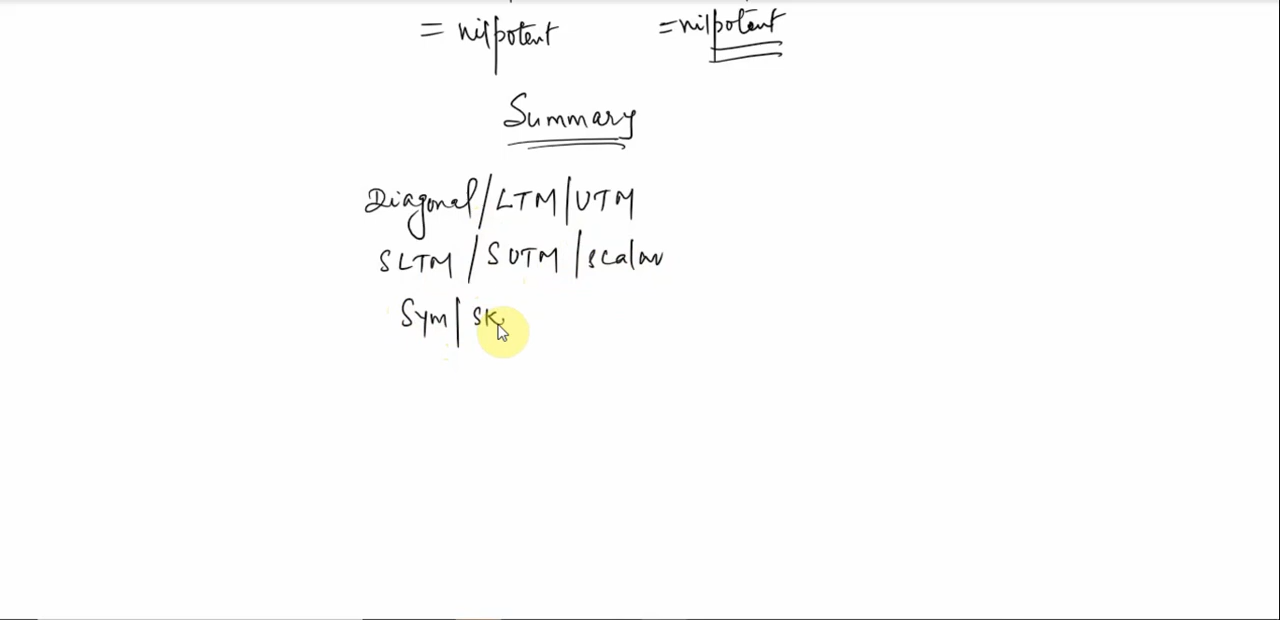 = nilpotent =nilpotent
Summary
Diagonal/LTM/UTM
SLTM/SUTM/scalar
Sym|SK